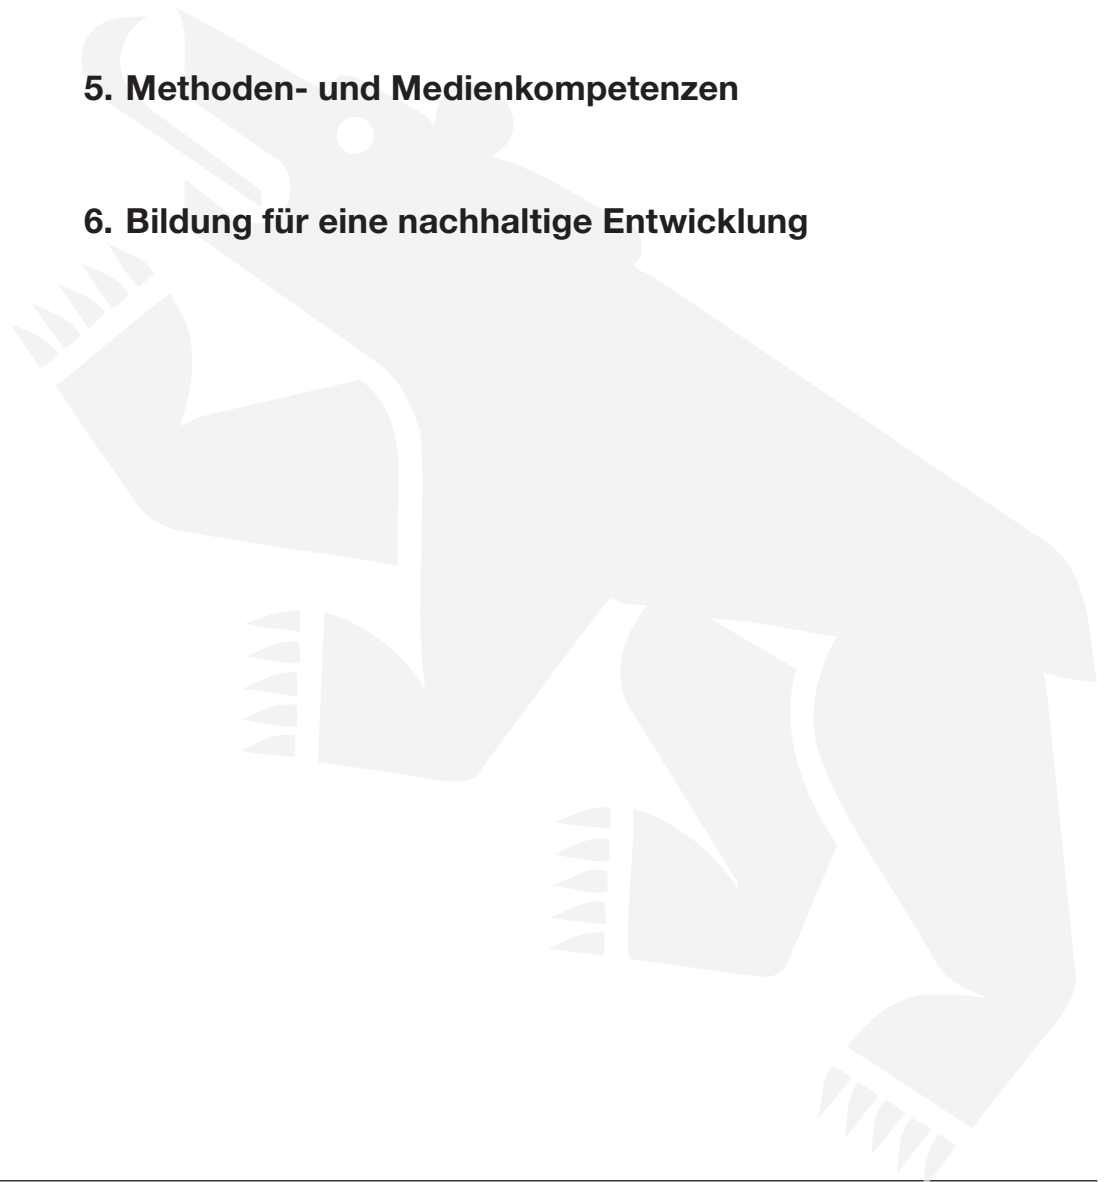 5. Methoden- und Medienkompetenzen
6. Bildung für eine nachhaltige Entwicklung